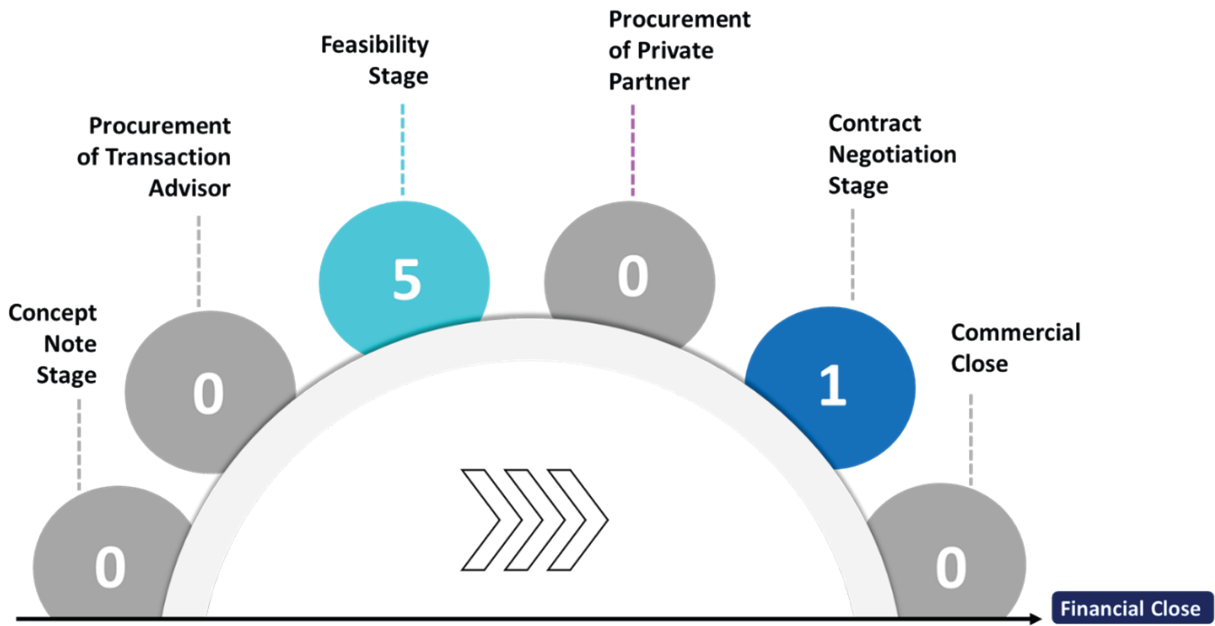 Concept
Note
Stage
0
Procurement
of Transaction
Advisor
0
Feasibility
Stage
5
Procurement
of Private
Partner
0
Contract
Negotiation
Stage
1
Commercial
Close
0
Financial Close